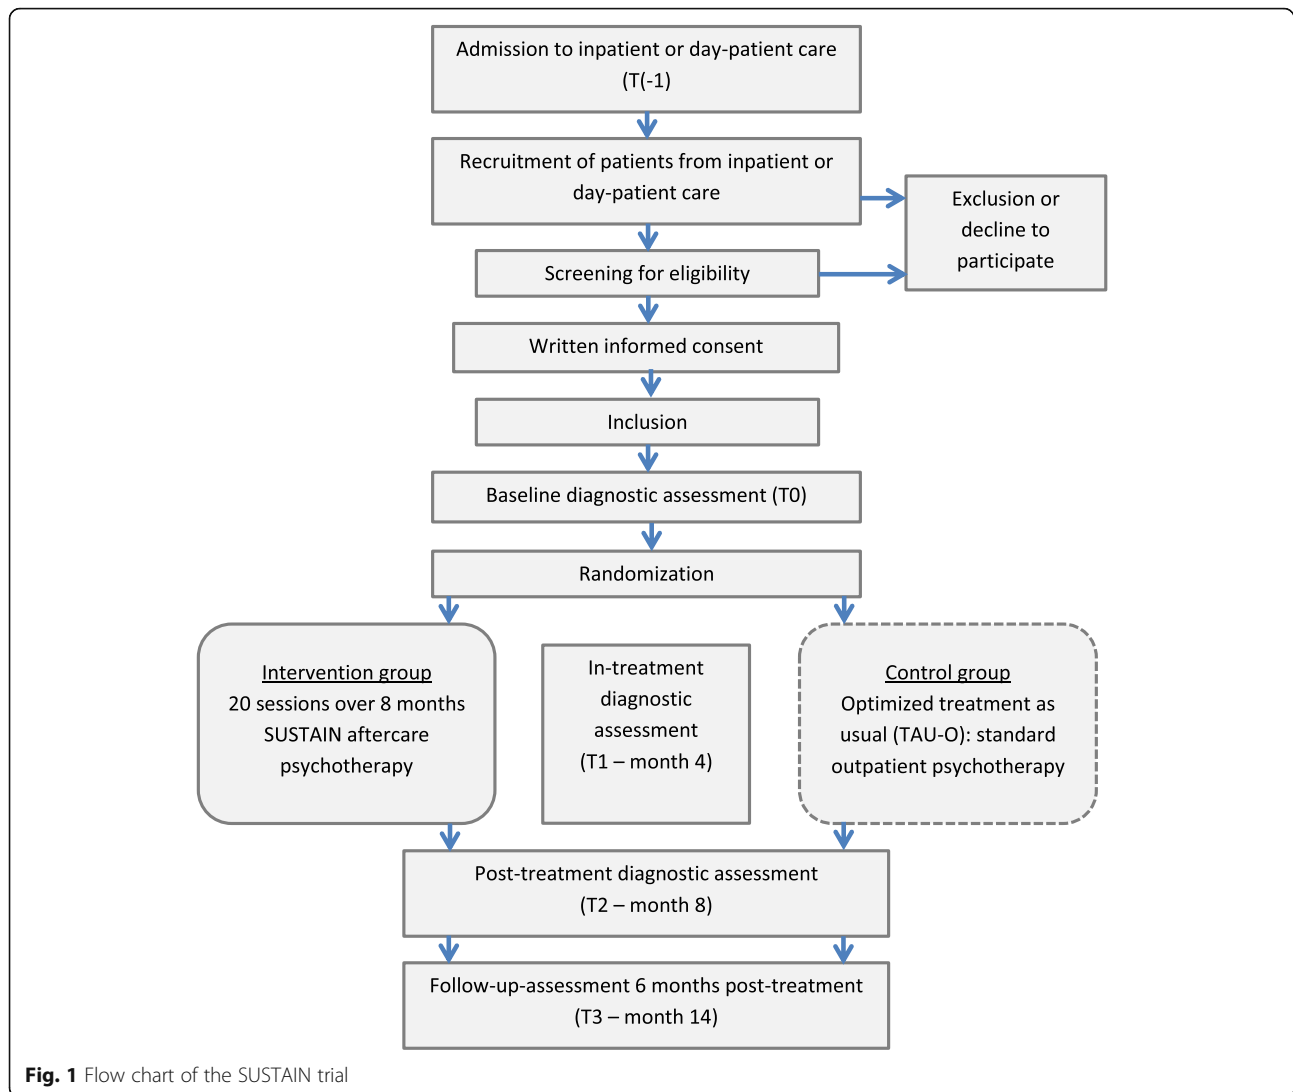 Admission to inpatient or day-patient care
(T(-1)
Recruitment of patients from inpatient or
day-patient care
Exclusion or
decline to
participate
Screening for eligibility
Written informed consent
Inclusion
Baseline diagnostic assessment (T0)
Randomization
Intervention group
20 sessions over 8 months
SUSTAIN aftercare
psychotherapy
In-treatment
diagnostic
assessment
(T1 – month 4)
Control group
Optimized treatment as
usual (TAU-O): standard
outpatient psychotherapy
Post-treatment diagnostic assessment
(T2 – month 8)
Follow-up-assessment 6 months post-treatment
(T3 – month 14)
Fig. 1 Flow chart of the SUSTAIN trial